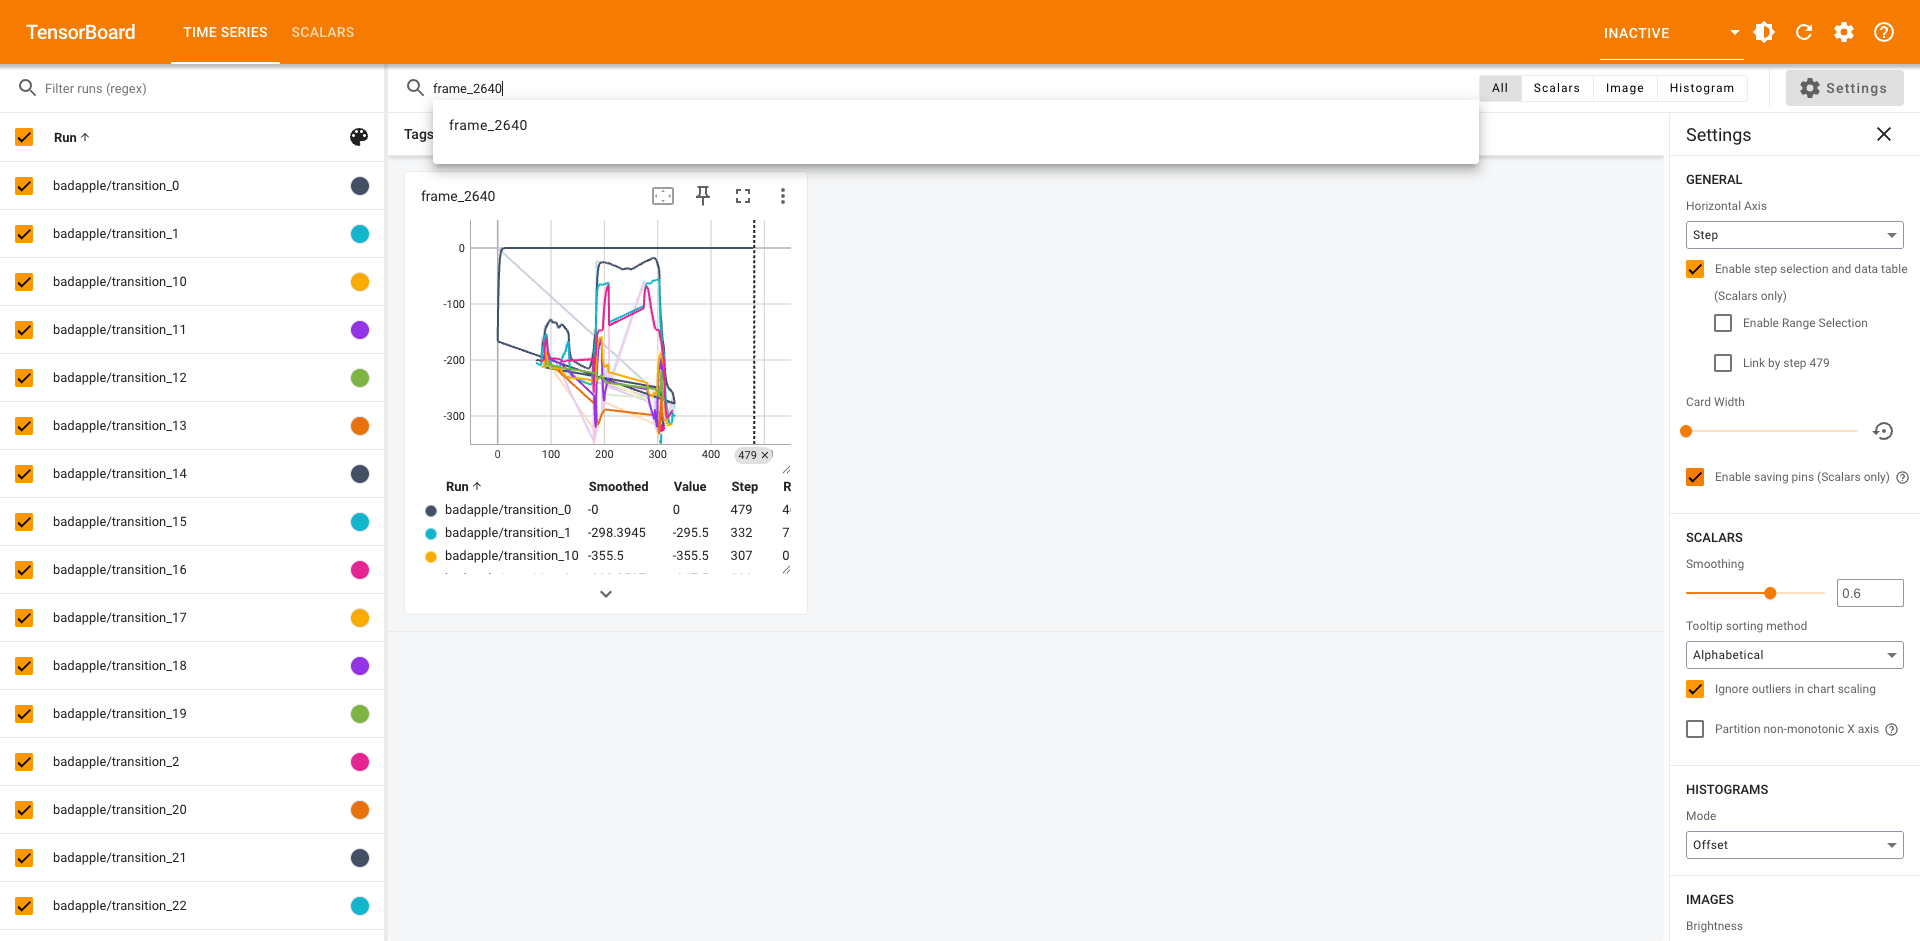 TensorBoard
TIME SERIES
SCALARS
INACTIVE
Filter runs (regex)
frame_2640
All
Scalars
Image
Histogram
Settings
frame_2640
Run
Tags
Settings
badapple/transition_0
badapple/transition_1
badapple/transition_10
badapple/transition_11
badapple/transition_12
badapple/transition_13
badapple/transition_14
badapple/transition_15
badapple/transition_16
badapple/transition_17
badapple/transition_18
badapple/transition_19
badapple/transition_2
badapple/transition_20
badapple/transition_21
badapple/transition_22
frame_2640
0
-100
-200
-300
0 100 200 300 400 479
Run Smoothed Value Step R
badapple/transition_0 -0 0 479
badapple/transition_1 -298.3945 -295.5 332 7
badapple/transition_10 -355.5 -355.5 307 0
GENERAL
Horizontal Axis
Step
Enable step selection and data table
(Scalars only)
Enable Range Selection
Link by step 479
Card Width
Enable saving pins (Scalars only)
SCALARS
Smoothing
0.6
Tooltip sorting method
Alphabetical
Ignore outliers in chart scaling
Partition non-monotonic X axis
HISTOGRAMS
Mode
Offset
IMAGES
Brightness